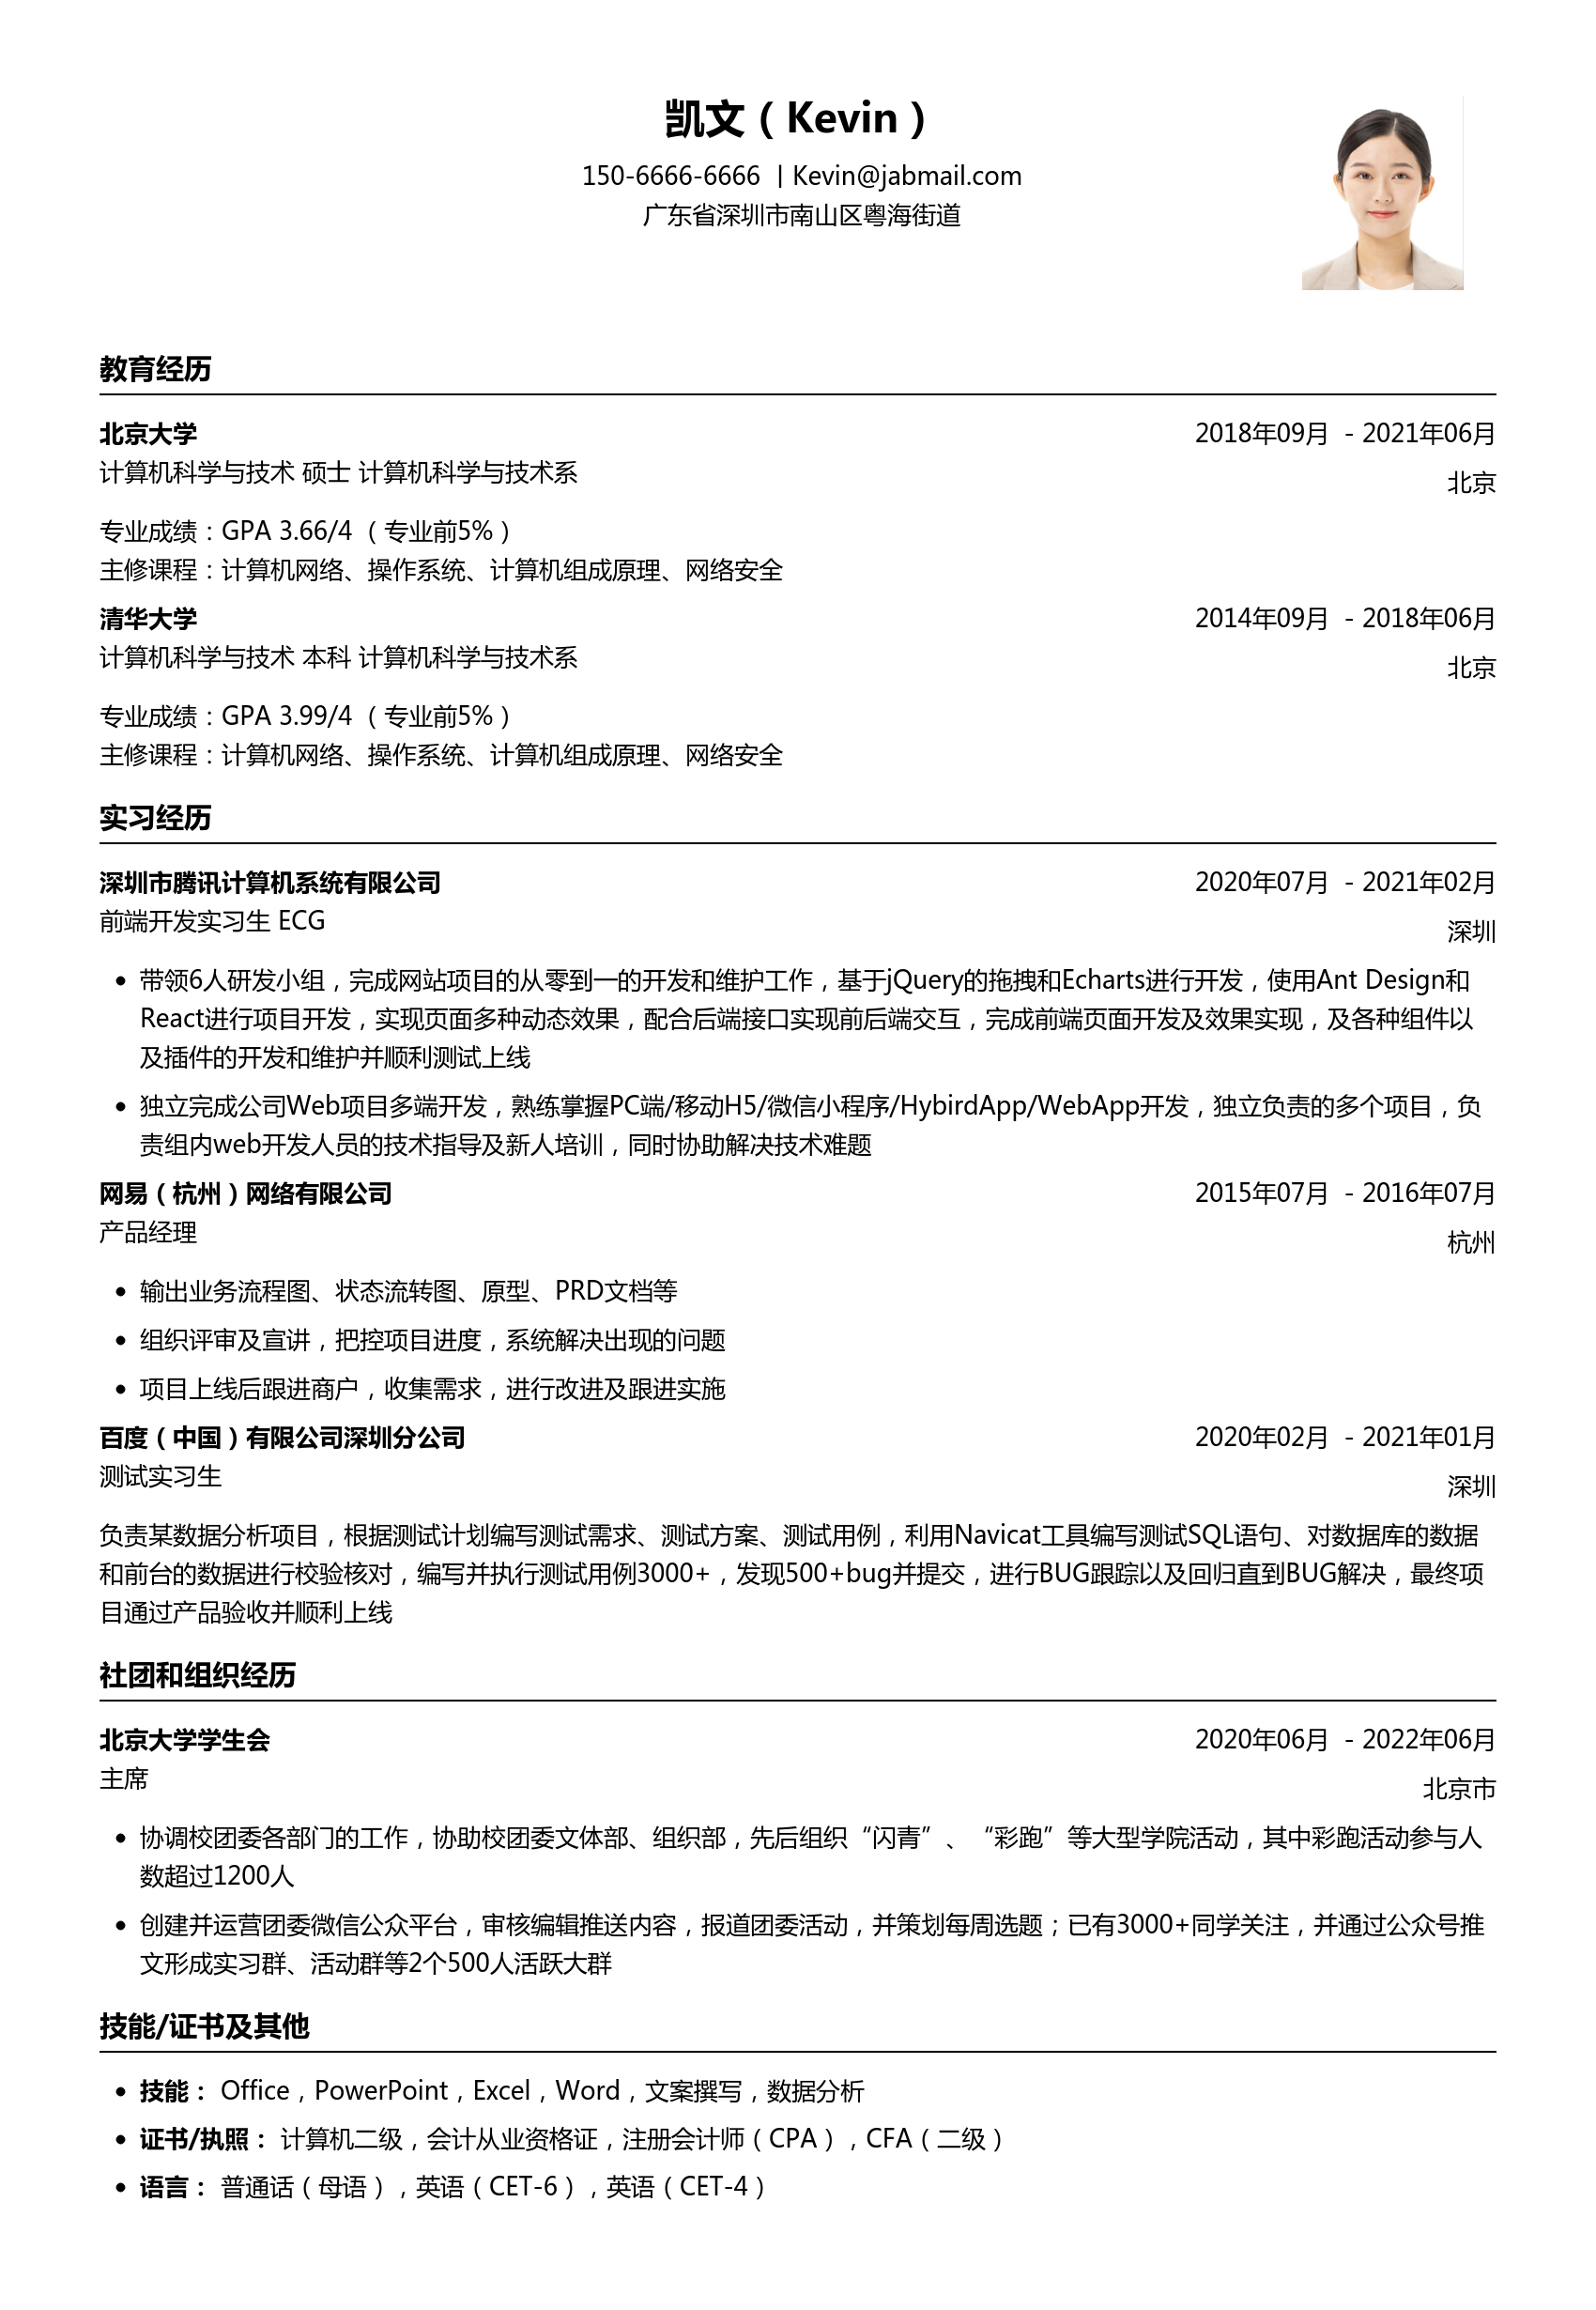 凯文（Kevin）
150-6666-6666 | Kevin@jabmail.com
广东省深圳市南山区粤海街道
教育经历
北京大学 2018年09月 - 2021年06月
计算机科学与技术 硕士 计算机科学与技术系 北京
专业成绩：GPA 3.66/4 （专业前5%）
主修课程：计算机网络、操作系统、计算机组成原理、网络安全
清华大学 2014年09月 - 2018年06月
计算机科学与技术 本科 计算机科学与技术系 北京
专业成绩：GPA 3.99/4 （专业前5%）
主修课程：计算机网络、操作系统、计算机组成原理、网络安全
实习经历
深圳市腾讯计算机系统有限公司 2020年07月 - 2021年02月
前端开发实习生 ECG 深圳
• 带领6人研发小组，完成网站项目的从零到一的开发和维护工作，基于jQuery的拖拽和Echarts进行开发，使用Ant Design和
React进行项目开发，实现页面多种动态效果，配合后端接口实现前后端交互，完成前端页面开发及效果实现，及各种组件以
及插件的开发和维护并顺利测试上线
• 独立完成公司Web项目多端开发，熟练掌握PC端/移动H5/微信小程序/HybirdApp/WebApp开发，独立负责的多个项目，负
责组内web开发人员的技术指导及新人培训，同时协助解决技术难题
网易（杭州）网络有限公司 2015年07月 - 2016年07月
产品经理 杭州
• 输出业务流程图、状态流转图、原型、PRD文档等
• 组织评审及宣讲，把控项目进度，系统解决出现的问题
• 项目上线后跟进商户，收集需求，进行改进及跟进实施
百度（中国）有限公司深圳分公司 2020年02月 - 2021年01月
测试实习生 深圳
负责某数据分析项目，根据测试计划编写测试需求、测试方案、测试用例，利用Navicat工具编写测试SQL语句、对数据库的数据
和前台的数据进行校验核对，编写并执行测试用例3000+，发现500+bug并提交，进行BUG跟踪以及回归直到BUG解决，最终项
目通过产品验收并顺利上线
社团和组织经历
北京大学学生会 2020年06月 - 2022年06月
主席 北京市
• 协调校团委各部门的工作，协助校团委文体部、组织部，先后组织“闪青”、“彩跑”等大型学院活动，其中彩跑活动参与人
数超过1200人
• 创建并运营团委微信公众平台，审核编辑推送内容，报道团委活动，并策划每周选题；已有3000+同学关注，并通过公众号推
文形成实习群、活动群等2个500人活跃大群
技能/证书及其他
• 技能： Office，PowerPoint，Excel，Word，文案撰写，数据分析
• 证书/执照： 计算机二级，会计从业资格证，注册会计师（CPA），CFA（二级）
• 语言： 普通话（母语），英语（CET-6），英语（CET-4）